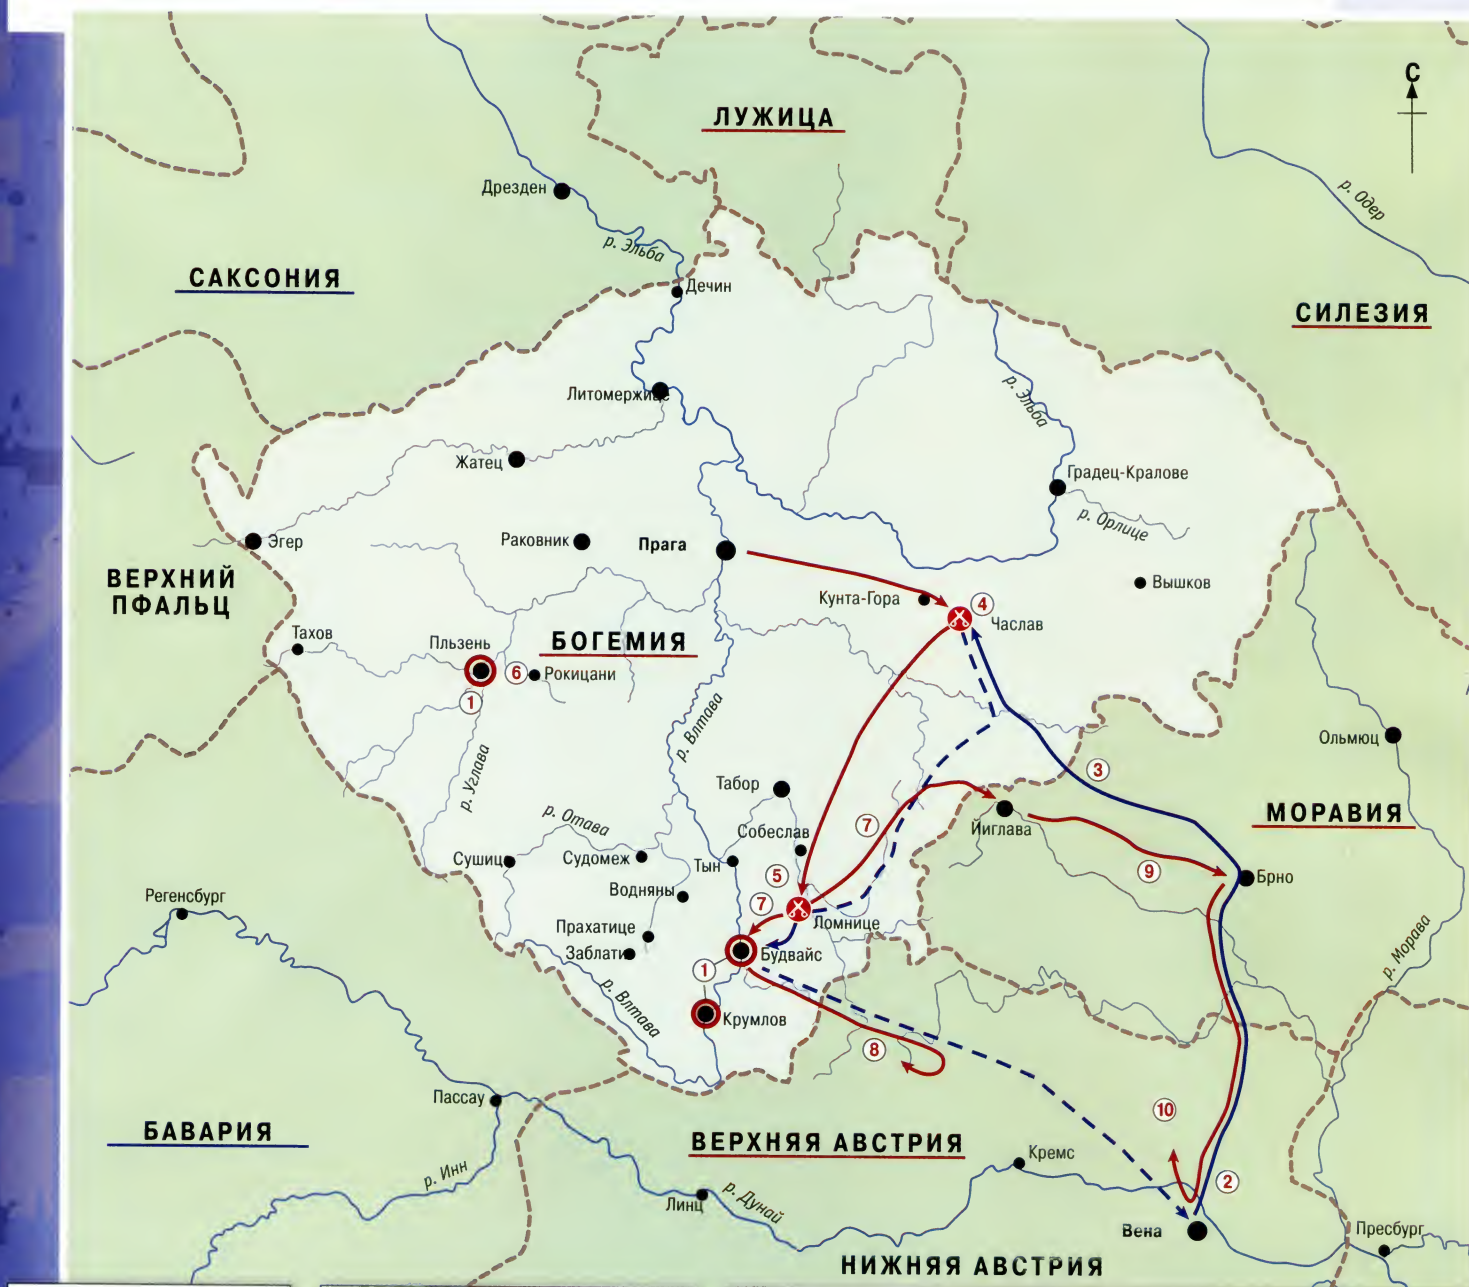 С
ЛУЖИЦА
Дрезден
р. Одер
р. Эльба
САКСОНИЯ
Дечин
СИЛЕЗИЯ
Литомержице
р. Эльба
Жатец
Градец-Кралове
р. Орлице
Эгер
Раковник
Прага
ВЕРХНИЙ
ПФАЛЬЦ
Вышков
Кунта-Гора
4
Часлав
Тахов
Пльзень
БОГЕМИЯ
6
Рокицани
1
р. Влтава
Ольмюц
3
р. Углава
Табор
МОРАВИЯ
р. Отава
Собеслав
7
Йиглава
Сушиц
Судомеж
Тын
5
9
Брно
Регенсбург
Водняны
7
Прахатице
Ломнице
Заблати
Будвайс
р. Морава
1
р. Влтава
Крумлов
8
Пассау
10
БАВАРИЯ
ВЕРХНЯЯ АВСТРИЯ
Кремс
р. Инн
2
Линц
р. Дунай
Вена
Пресбург
НИЖНЯЯ АВСТРИЯ